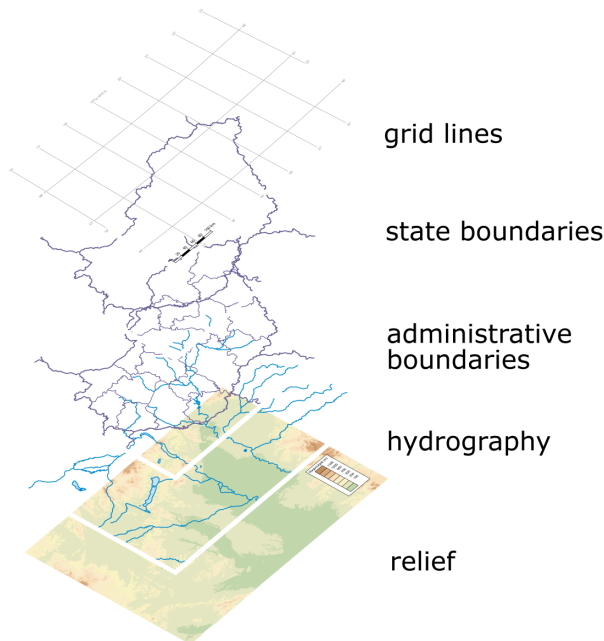 grid lines
state boundaries
administrative
boundaries
hydrography
relief